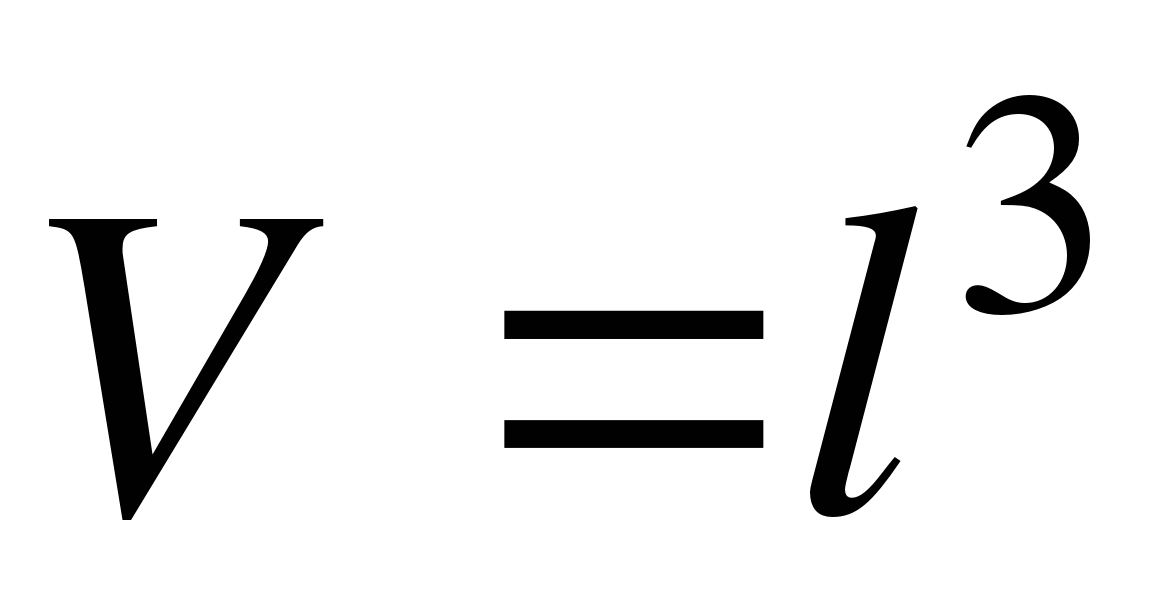 V = l³